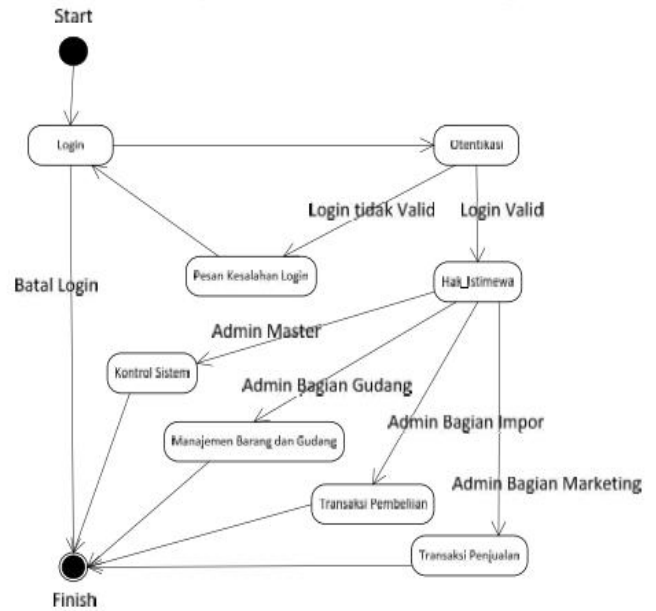 Start
Login
Otentikasi
Login tidak Valid
Login Valid
Pesan Kesalahan Login
Hak_Istimewa
Batal Login
Admin Master
Kontrol Sistem
Admin Bagian Gudang
Admin Bagian Impor
Manajemen Barang dan Gudang
Admin Bagian Marketing
Transaksi Pembelian
Transaksi Penjualan
Finish